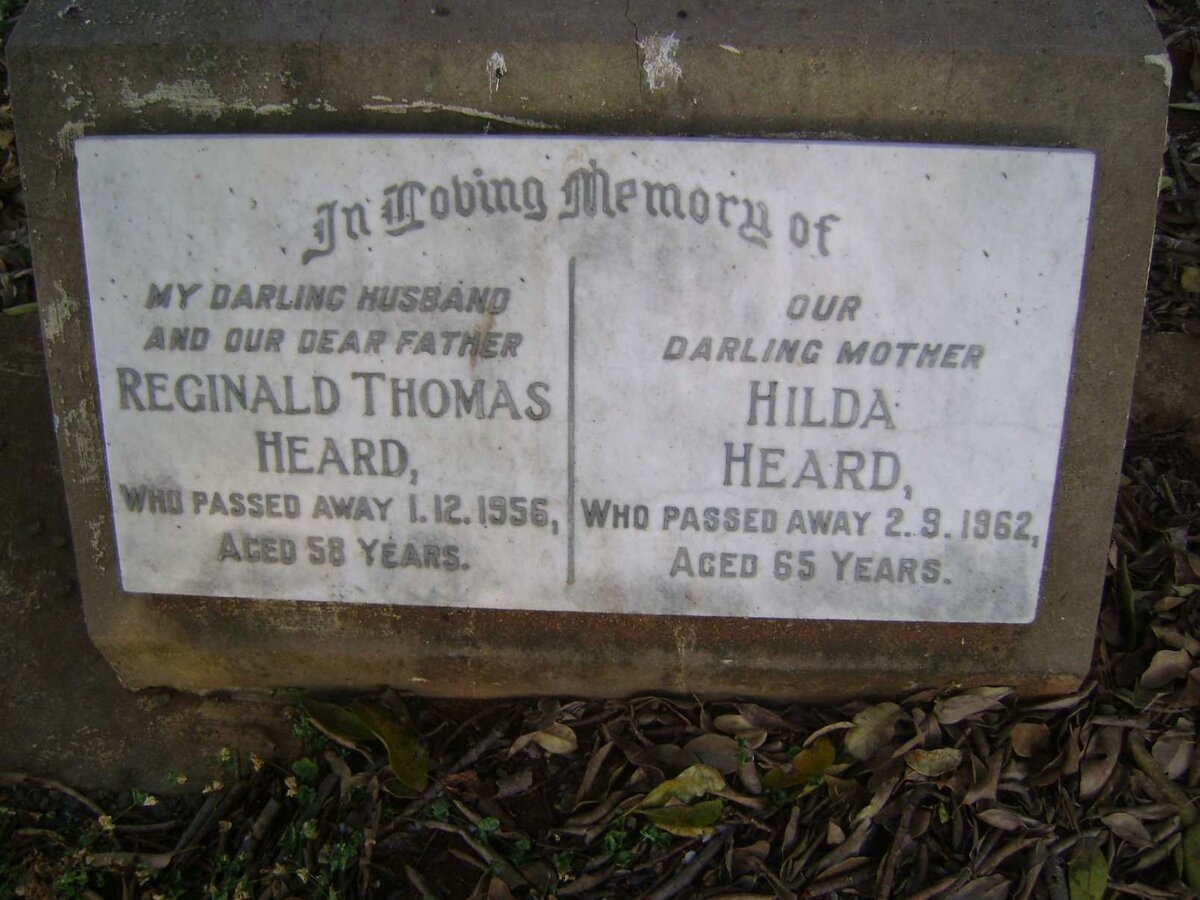 In Loving Memory of
MY DARLING HUSBAND
AND OUR DEAR FATHER
REGINALD THOMAS
HEARD,
WHO PASSED AWAY 1.12.1956,
AGED 58 YEARS.
OUR
DARLING MOTHER
HILDA
HEARD,
WHO PASSED AWAY 2.9.1962,
AGED 65 YEARS.